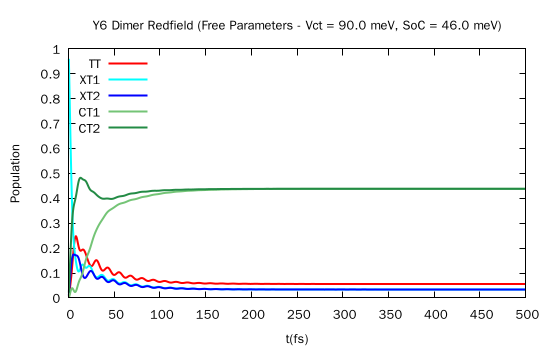 Y6 Dimer Redfield (Free Parameters - Vct = 90.0 meV, SoC = 46.0 meV)
1
0.9
0.8
0.7
0.6
0.5
0.4
0.3
0.2
0.1
0
Population
TT
XT1
XT2
CT1
CT2
0 50 100 150 200 250 300 350 400 450 500
t(fs)